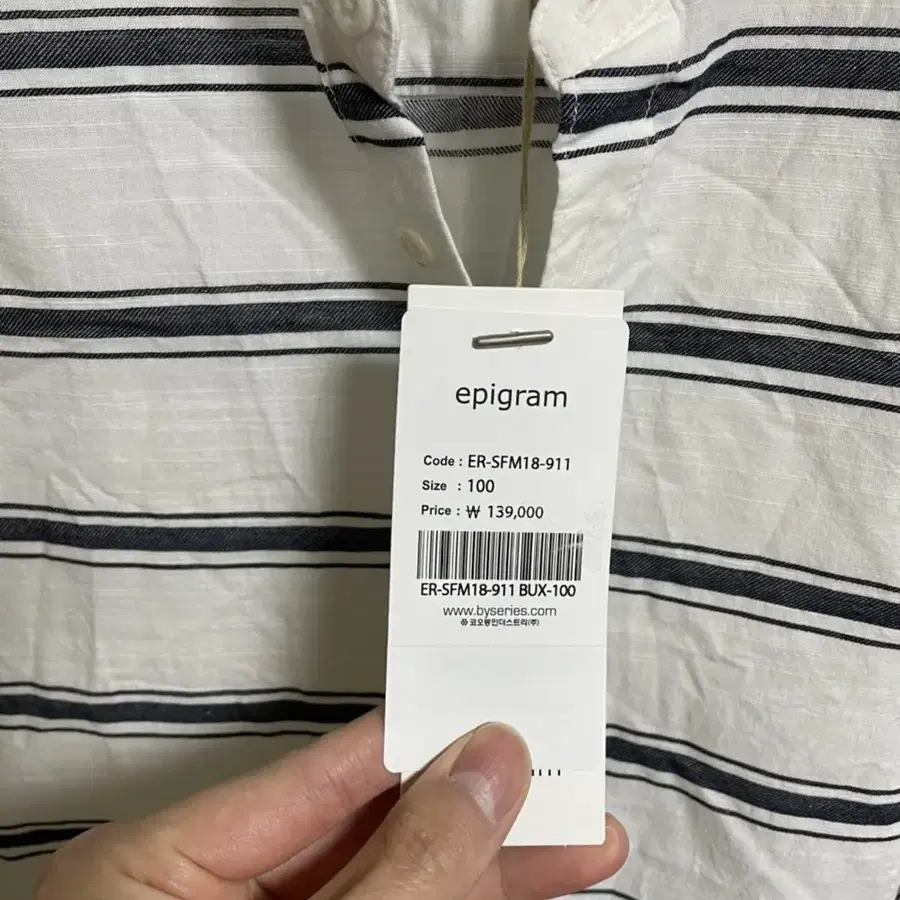 epigram
Code : ER-SFM18-911
Size : 100
Price : ₩ 139,000
ER-SFM18-911 BUX-100
www.byseries.com
코오롱인더스트리(주)